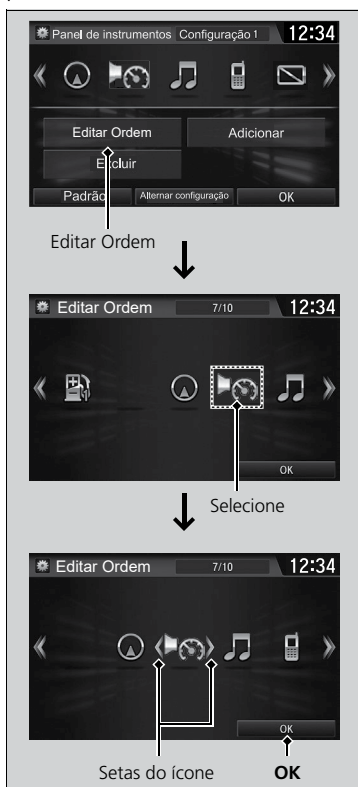 Panel de instrumentos Configuração 1 12:34
Editar Ordem Adicionar
Excluir
Padrão Alternar configuração OK
Editar Ordem
Editar Ordem 7/10 12:34
OK
Selecione
Editar Ordem 7/10 12:34
OK
Setas do ícone OK